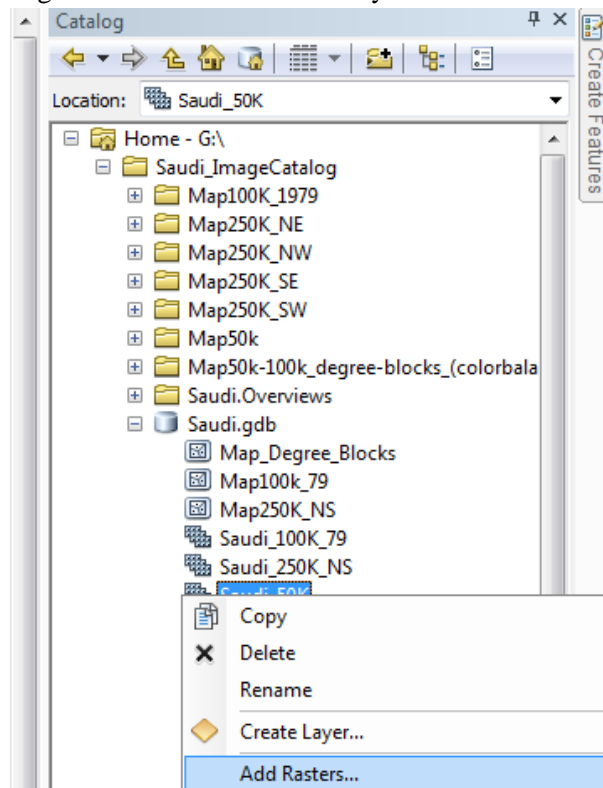 Catalog
Location: Saudi_50K
Home - G:\
Saudi_ImageCatalog
Map100K_1979
Map250K_NE
Map250K_NW
Map250K_SE
Map250K_SW
Map50k
Map50k-100k_degree-blocks_(colorbala
Saudi.Overviews
Saudi.gdb
Map_Degree_Blocks
Map100k_79
Map250K_NS
Saudi_100K_79
Saudi_250K_NS
Saudi_50K
Copy
Delete
Rename
Create Layer...
Add Rasters...
Create Features